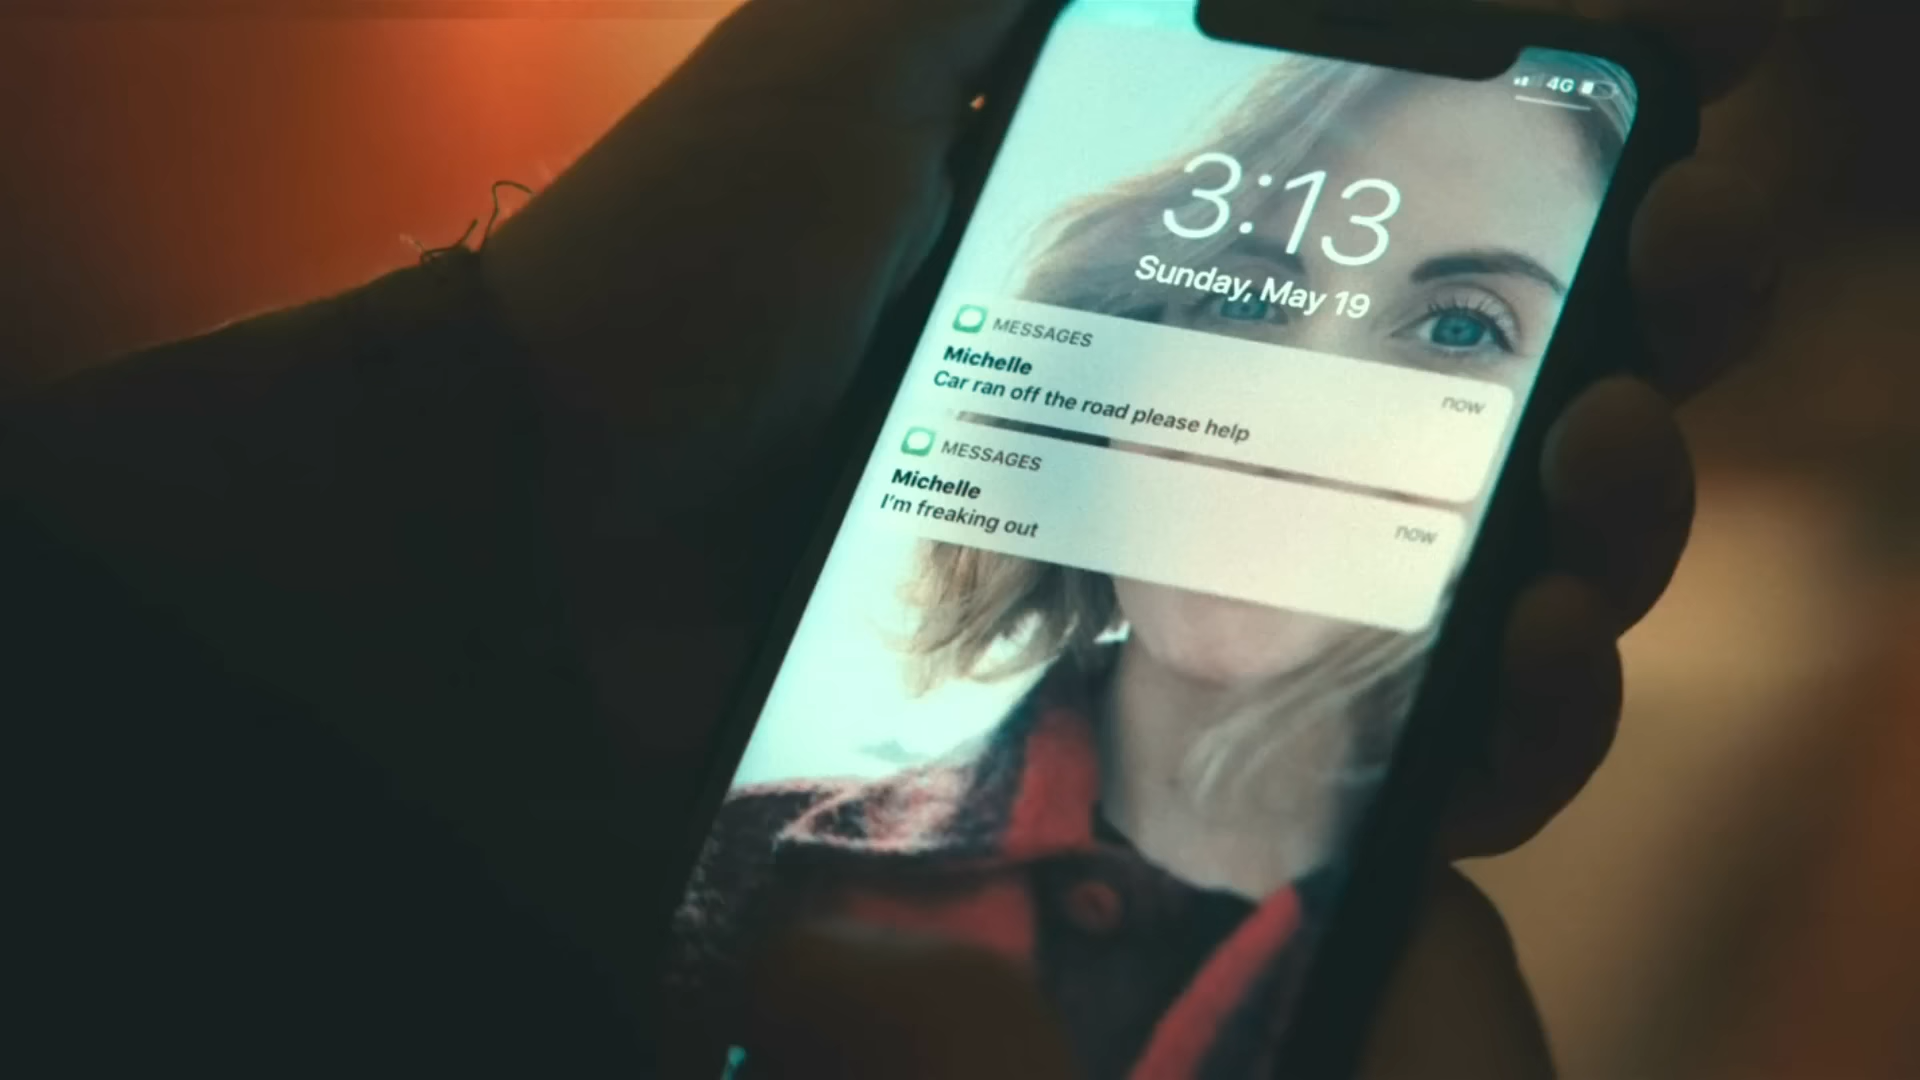 4G
3:13
Sunday, May 19
MESSAGES
Michelle
now
Car ran off the road please help
MESSAGES
Michelle
now
I'm freaking out